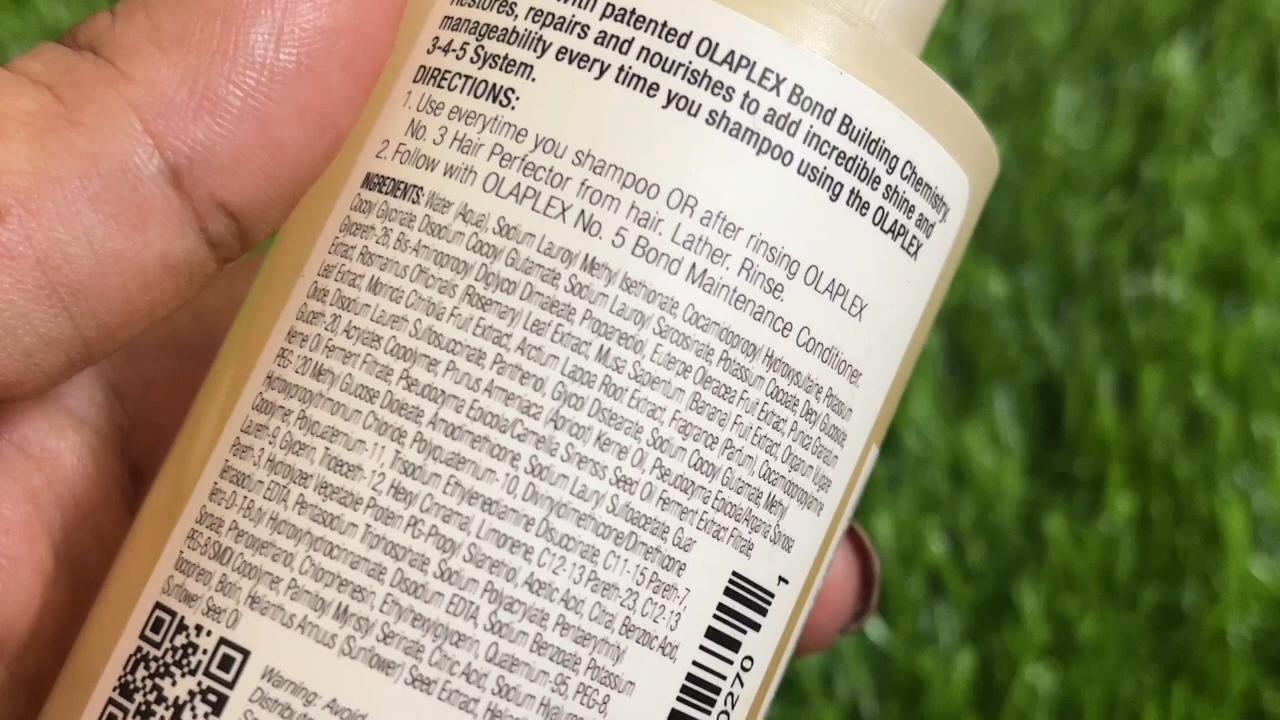 with patented OLAPLEX Bond Building Chemistry.
Restores, repairs and nourishes to add incredible shine and
manageability every time you shampoo using the OLAPLEX
3-4-5 System.
DIRECTIONS:
1. Use everytime you shampoo OR after rinsing OLAPLEX
No. 3 Hair Perfector from hair. Lather. Rinse.
2. Follow with OLAPLEX No. 5 Bond Maintenance Conditioner.
INGREDIENTS: Water (Aqua), Sodium Lauroyl Methyl Isethionate, Cocamidopropyl Hydroxysultaine, Potassium
Cocoyl Glycinate, Disodium Cocoyl Glutamate, Sodium Lauroyl Sarcosinate, Potassium Cocoate, Decyl Glucoside,
Glycereth-26, Bis-Aminopropyl Diglycol Dimaleate, Propanediol, Euterpe Oleracea Fruit Extract, Punica Granatum
Extract, Rosmarinus Officinalis (Rosemary) Leaf Extract, Musa Sapientum (Banana) Fruit Extract, Origanum Vulgare
Leaf Extract, Morinda Citrifolia Fruit Extract, Arctium Lappa Root Extract, Fragrance (Parfum), Cocamidopropylamine
Oxide, Disodium Laureth Sulfosuccinate, Panthenol, Glycol Distearate, Sodium Cocoyl Glutamate, Methyl
Gluceth-20, Acrylates Copolymer, Prunus Armeniaca (Apricot) Kernel Oil, Pseudozyma Epicola/Argania Spinosa
Kernel Oil Ferment Filtrate, Pseudozyma Epicola/Camellia Sinensis Seed Oil Ferment Extract Filtrate,
PEG-120 Methyl Glucose Dioleate, Amodimethicone, Sodium Lauryl Sulfoacetate, Guar
Hydroxypropyltrimonium Chloride, Polyquaternium-10, Divinyldimethicone/Dimethicone
Copolymer, Polyquaternium-11, Trisodium Ethylenediamine Disuccinate, C11-15 Pareth-7,
Laureth-9, Glycerin, Trideceth-12, Hexyl Cinnamal, Limonene, C12-13 Pareth-23, C12-13
Pareth-3, Hydrolyzed Vegetable Protein PG-Propyl Silanetriol, Acetic Acid, Citral, Benzoic Acid,
Tetrasodium EDTA, Pentasodium Triphosphate, Sodium Polyacrylate, Pentaerythrityl
Tetra-Di-T-Butyl Hydroxyhydrocinnamate, Disodium EDTA, Sodium Benzoate, Potassium
Sorbate, Phenoxyethanol, Chlorphenesin, Ethylhexylglycerin, Quaternium-95, PEG-8,
PEG-8/SMDI Copolymer, Palmitoyl Myristyl Serinate, Citric Acid, Sodium
Tocopherol, Biotin, Helianthus Annuus (Sunflower) Seed Extract,
(Sunflower) Seed Oil
Warning: Avoid
1
0270